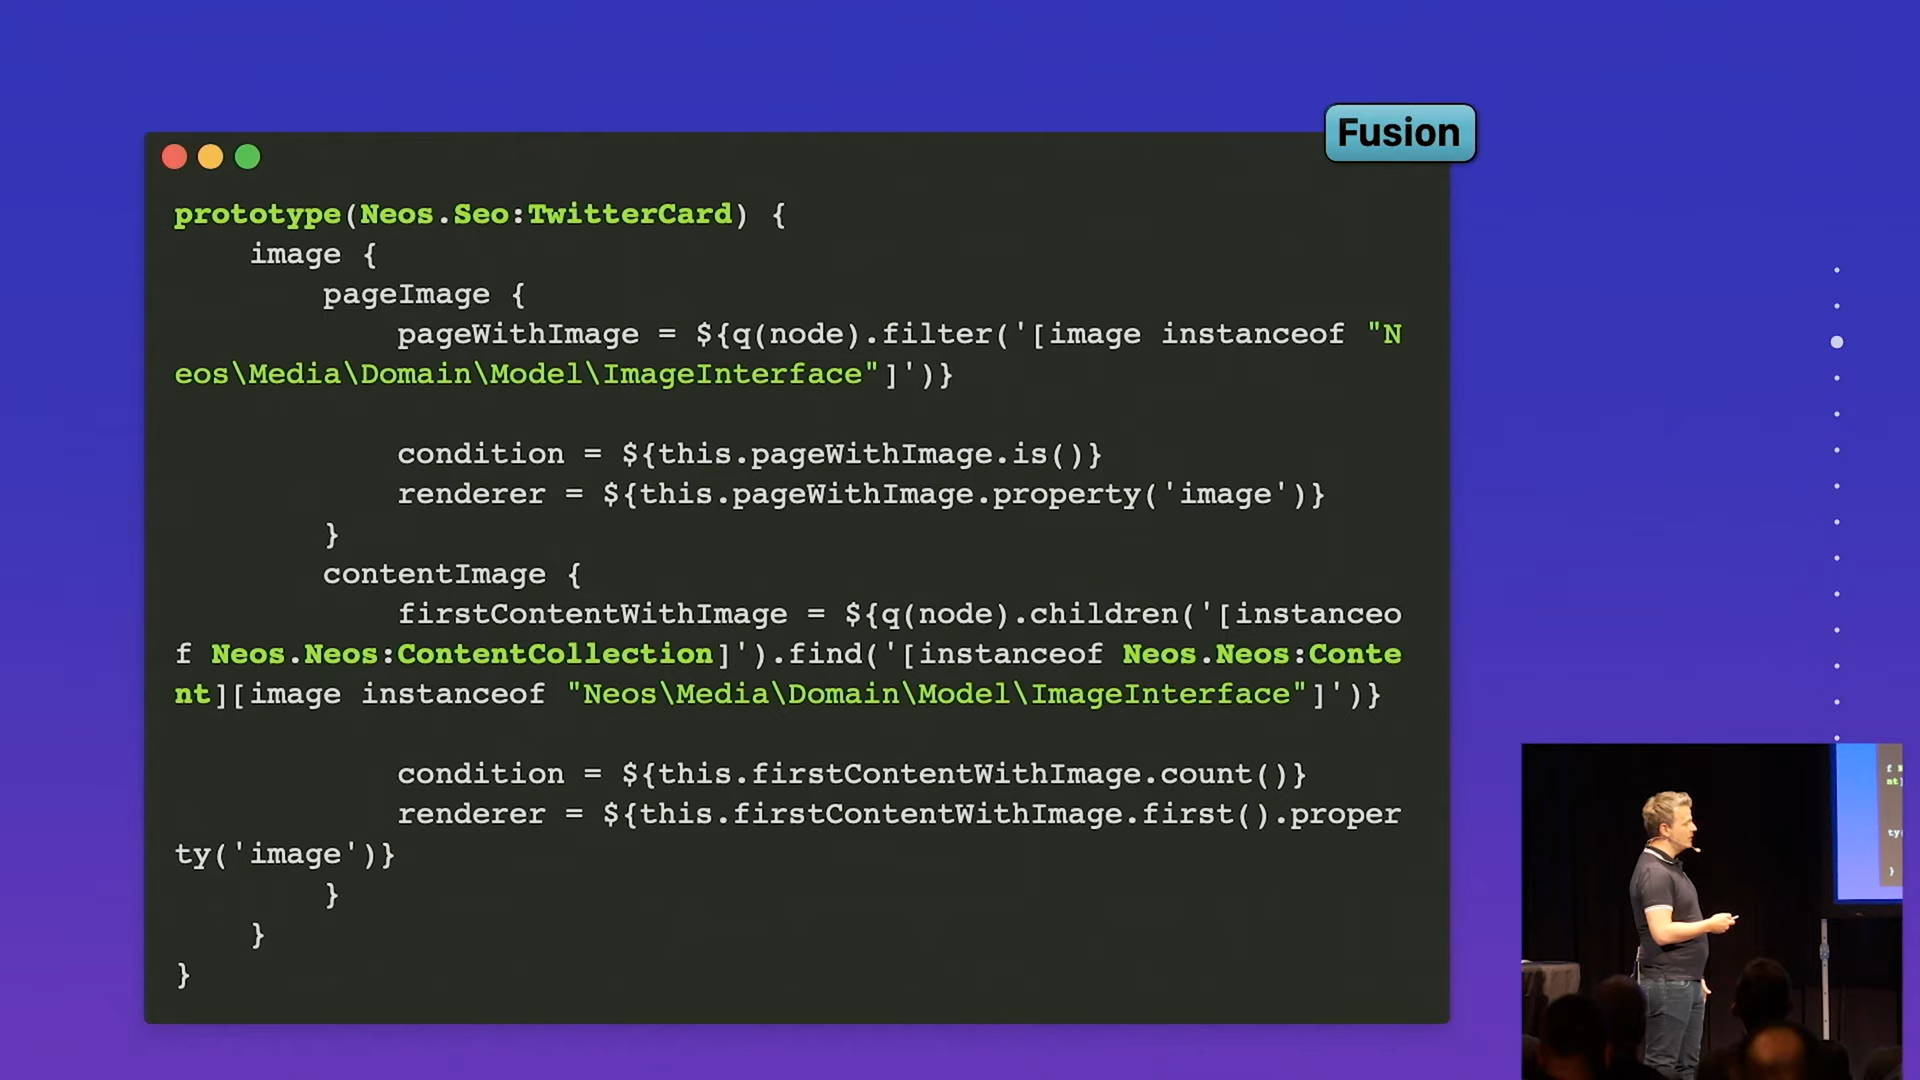 Fusion
prototype(Neos.Seo:TwitterCard) {
image {
pageImage {
pageWithImage = ${q(node).filter('[image instanceof "N
eos\Media\Domain\Model\ImageInterface"]')}
condition = ${this.pageWithImage.is()}
renderer = ${this.pageWithImage.property('image')}
}
contentImage {
firstContentWithImage = ${q(node).children('[instanceo
f Neos.Neos:ContentCollection]').find('[instanceof Neos.Neos:Conte
nt][image instanceof "Neos\Media\Domain\Model\ImageInterface"]')}
condition = ${this.firstContentWithImage.count()}
renderer = ${this.firstContentWithImage.first().proper
ty('image')}
}
}
}